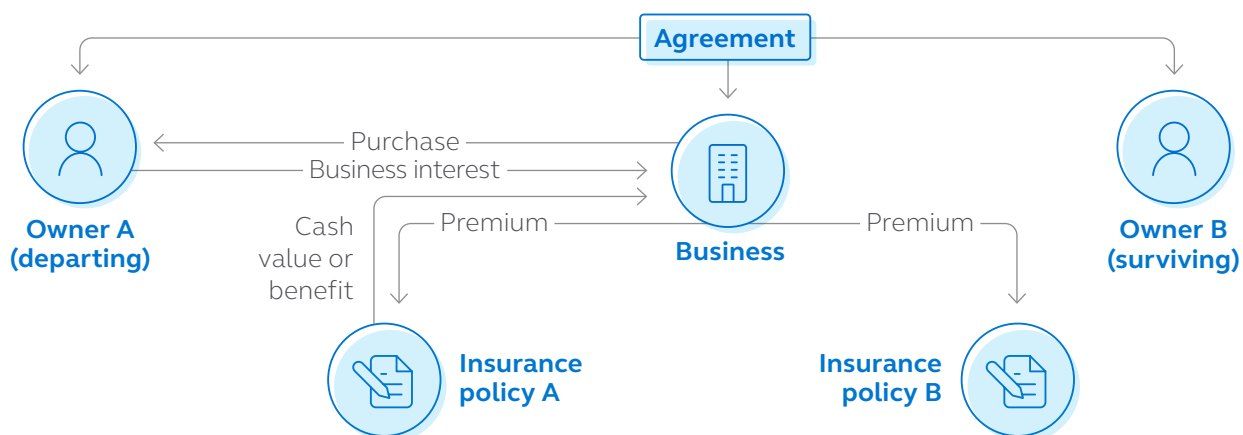 Agreement
Purchase
Business interest
Owner A
(departing)
Cash
value or
benefit
Premium
Business
Premium
Owner B
(surviving)
Insurance
policy A
Insurance
policy B